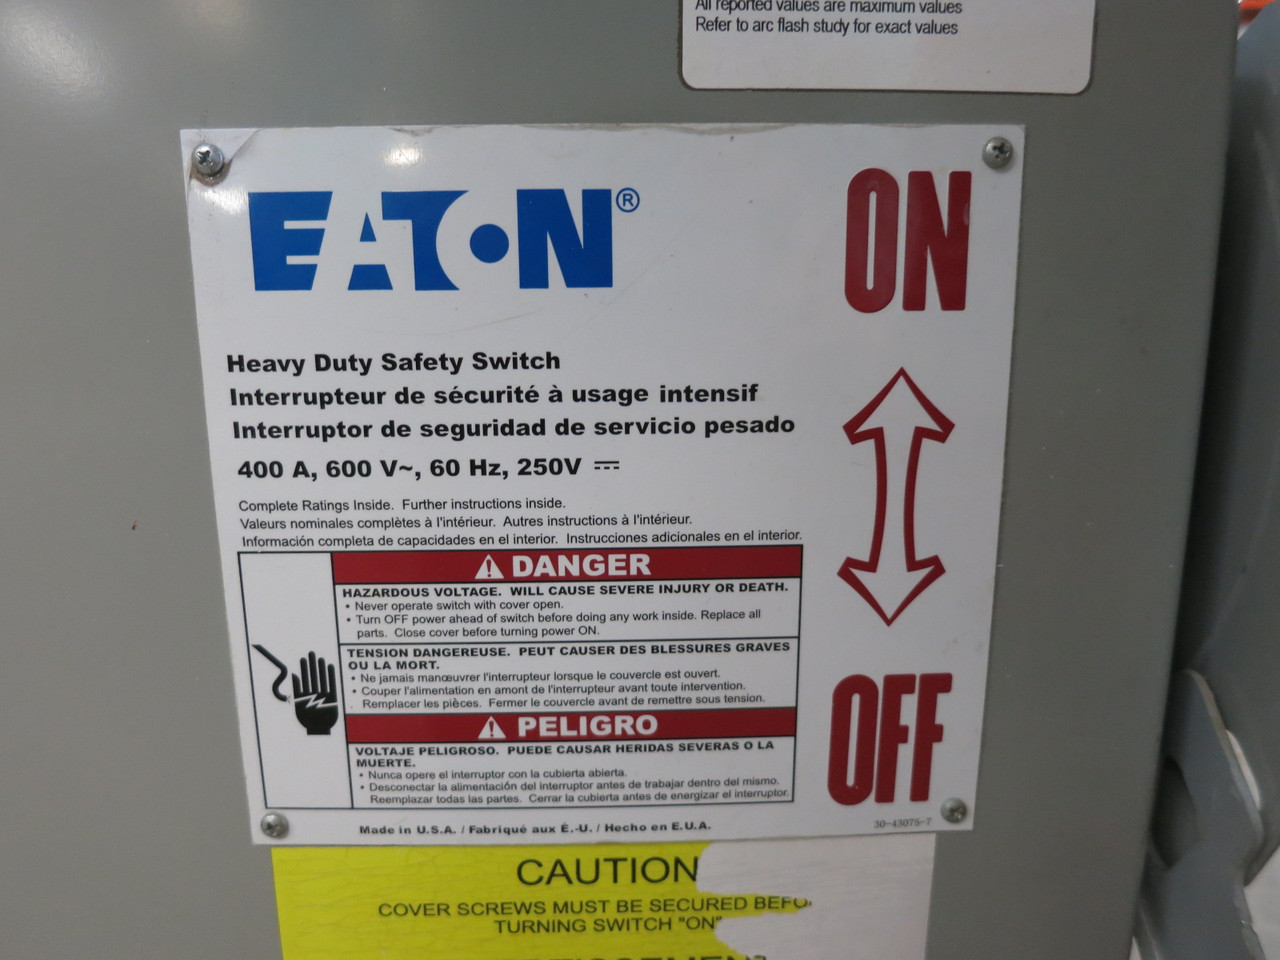 All reported values are maximum values
Refer to arc flash study for exact values
EATON®
ON
Heavy Duty Safety Switch
Interrupteur de sécurité à usage intensif
Interruptor de seguridad de servicio pesado
400 A, 600 V~, 60 Hz, 250V ⎓
Complete Ratings Inside. Further instructions inside.
Valeurs nominales complètes à l'intérieur. Autres instructions à l'intérieur.
Información completa de capacidades en el interior. Instrucciones adicionales en el interior.
⚠ DANGER
HAZARDOUS VOLTAGE. WILL CAUSE SEVERE INJURY OR DEATH.
• Never operate switch with cover open.
• Turn OFF power ahead of switch before doing any work inside. Replace all
parts. Close cover before turning power ON.
TENSION DANGEREUSE. PEUT CAUSER DES BLESSURES GRAVES
OU LA MORT.
• Ne jamais manœuvrer l'interrupteur lorsque le couvercle est ouvert.
• Couper l'alimentation en amont de l'interrupteur avant toute intervention.
Remplacer les pièces. Fermer le couvercle avant de remettre sous tension.
⚠ PELIGRO
VOLTAJE PELIGROSO. PUEDE CAUSAR HERIDAS SEVERAS O LA
MUERTE.
• Nunca opere el interruptor con la cubierta abierta.
• Desconectar la alimentación del interruptor antes de trabajar dentro del mismo.
Reemplazar todas las partes. Cerrar la cubierta antes de energizar el interruptor.
OFF
Made in U.S.A. / Fabriqué aux É.-U. / Hecho en E.U.A.
30-43075-7
CAUTION
COVER SCREWS MUST BE SECURED BEFO
TURNING SWITCH "ON"